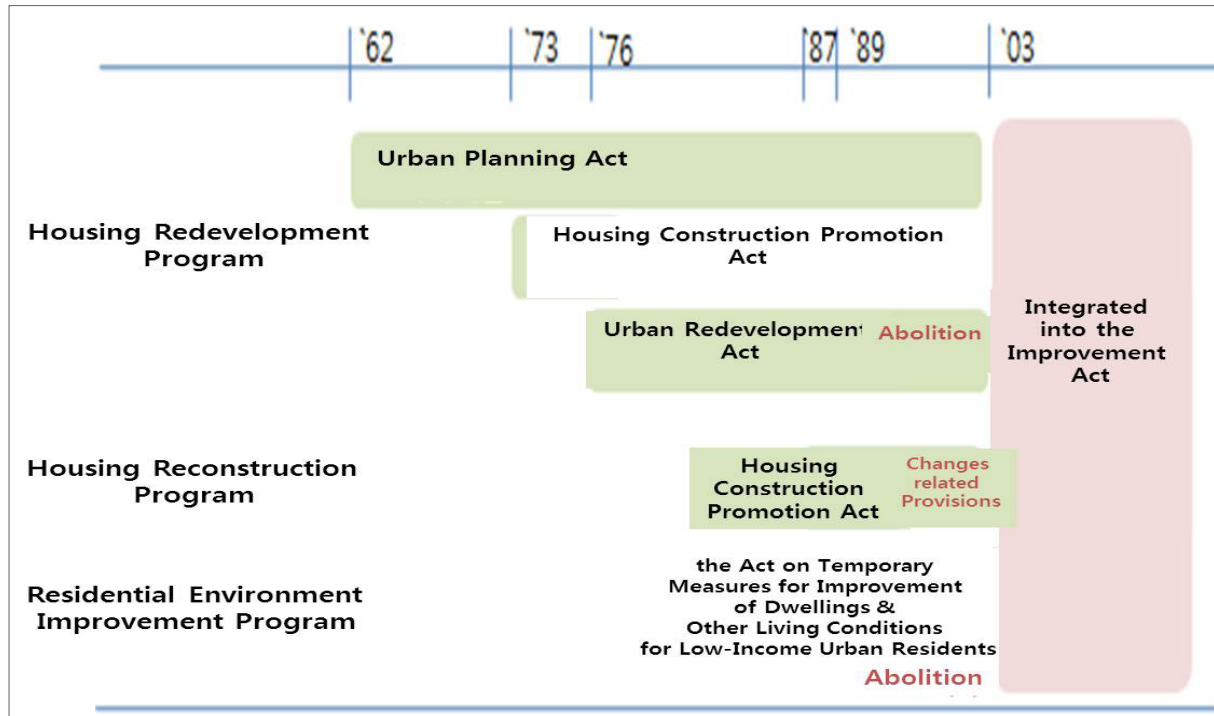 `62 `73 `76 `87 `89 `03
Urban Planning Act
Housing Redevelopment
Program
Housing Construction Promotion
Act
Urban Redevelopment
Act
Abolition
Integrated
into the
Improvement
Act
Housing Reconstruction
Program
Housing
Construction
Promotion Act
Changes
related
Provisions
Residential Environment
Improvement Program
the Act on Temporary
Measures for Improvement
of Dwellings &
Other Living Conditions
for Low-Income Urban Residents
Abolition